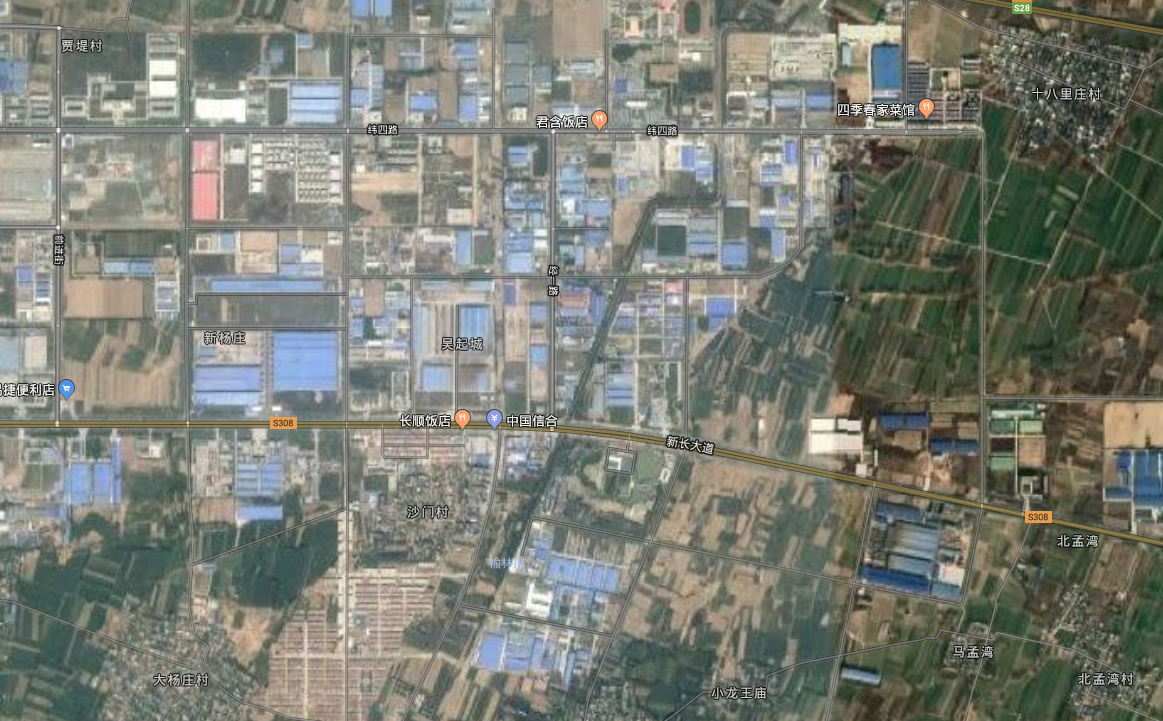 S28
贾堤村
十八里庄村
四季春家菜馆
君含饭店
纬四路
纬四路
新杨庄
吴起城
易捷便利店
长顺饭店
中国信合
S308
新长大道
沙门村
S308
北孟湾
马孟湾
大杨庄村
小龙王庙
北孟湾村